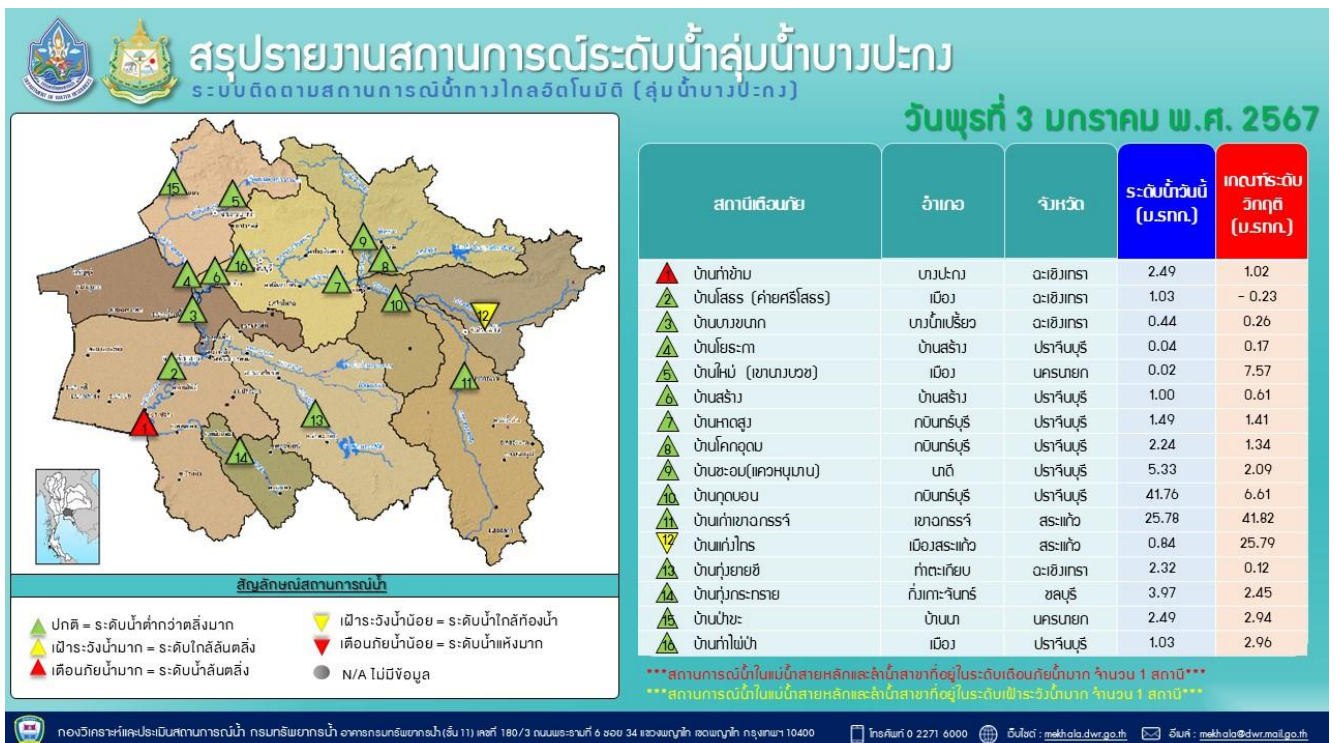 สรุปรายงานสถานการณ์ระดับน้ำลุ่มน้ำบางปะกง
ระบบติดตามสถานการณ์น้ำทางไกลอัตโนมัติ (ลุ่มน้ำบางปะกง)
วันพุธที่ 3 มกราคม พ.ศ. 2567
สถานีเตือนภัย อำเภอ จังหวัด ระดับน้ำวันนี้ (ม.รทก.) เกณฑ์ระดับวิกฤติ (ม.รทก.)
1 บ้านท่าข้าม บางปะกง ฉะเชิงเทรา 2.49 1.02
2 บ้านโสธร (ค่ายศรีโสธร) เมือง ฉะเชิงเทรา 1.03 - 0.23
3 บ้านบางขนาก บางน้ำเปรี้ยว ฉะเชิงเทรา 0.44 0.26
4 บ้านโยธะกา บ้านสร้าง ปราจีนบุรี 0.04 0.17
5 บ้านใหม่ (เขานางบวช) เมือง นครนายก 0.02 7.57
6 บ้านสร้าง บ้านสร้าง ปราจีนบุรี 1.00 0.61
7 บ้านหาดสูง กบินทร์บุรี ปราจีนบุรี 1.49 1.41
8 บ้านโคกอุดม กบินทร์บุรี ปราจีนบุรี 2.24 1.34
9 บ้านชะอม(แควหนุมาน) นาดี ปราจีนบุรี 5.33 2.09
10 บ้านกุดบอน กบินทร์บุรี ปราจีนบุรี 41.76 6.61
11 บ้านเก่าเขาฉกรรจ์ เขาฉกรรจ์ สระแก้ว 25.78 41.82
12 บ้านแก่งไทร เมืองสระแก้ว สระแก้ว 0.84 25.79
13 บ้านทุ่งยายชี ท่าตะเกียบ ฉะเชิงเทรา 2.32 0.12
14 บ้านทุ่งกระทราย กิ่งเกาะจันทร์ ชลบุรี 3.97 2.45
15 บ้านป่าขะ บ้านนา นครนายก 2.49 2.94
16 บ้านท่าไผ่ป่า เมือง ปราจีนบุรี 1.03 2.96
สัญลักษณ์สถานการณ์น้ำ
ปกติ = ระดับน้ำต่ำกว่าตลิ่งมาก
เฝ้าระวังน้ำมาก = ระดับใกล้ล้นตลิ่ง
เตือนภัยน้ำมาก = ระดับน้ำล้นตลิ่ง
เฝ้าระวังน้ำน้อย = ระดับน้ำใกล้ท้องน้ำ
เตือนภัยน้ำน้อย = ระดับน้ำแห้งมาก
N/A ไม่มีข้อมูล
***สถานการณ์น้ำในแม่น้ำสายหลักและลำน้ำสาขาที่อยู่ในระดับเตือนภัยน้ำมาก จำนวน 1 สถานี***
***สถานการณ์น้ำในแม่น้ำสายหลักและลำน้ำสาขาที่อยู่ในระดับเฝ้าระวังน้ำมาก จำนวน 1 สถานี***
กองวิเคราะห์และประเมินสถานการณ์น้ำ กรมทรัพยากรน้ำ อาคารกรมทรัพยากรน้ำ(ชั้น 11) เลขที่ 180/3 ถนนพระรามที่ 6 ซอย 34 แขวงพญาไท เขตพญาไท กรุงเทพฯ 10400 โทรศัพท์ 0 2271 6000 เว็บไซต์ : mekhala.dwr.go.th อีเมล์ : mekhala@dwr.mail.go.th